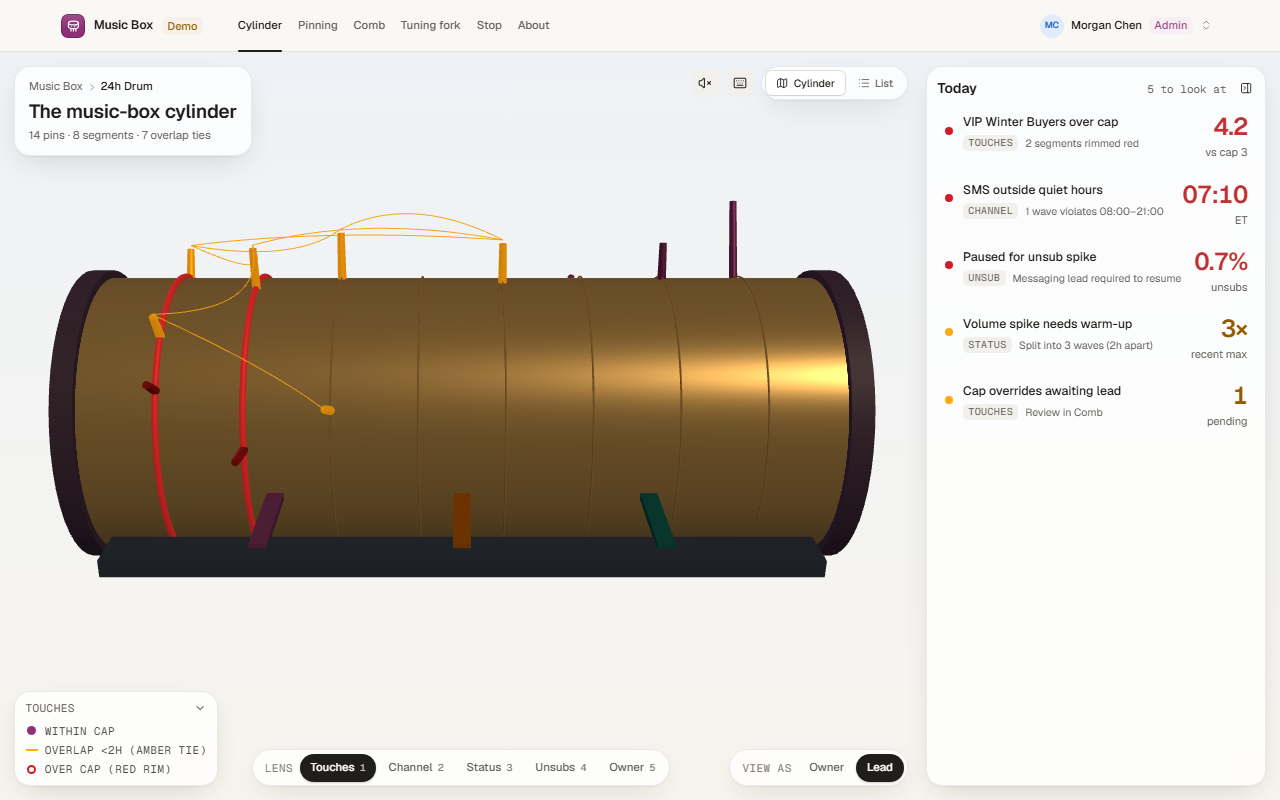 Music Box Demo Cylinder Pinning Comb Tuning fork Stop About MC Morgan Chen Admin
Music Box > 24h Drum
The music-box cylinder
14 pins · 8 segments · 7 overlap ties
Cylinder List
Today 5 to look at
VIP Winter Buyers over cap 4.2
TOUCHES 2 segments rimmed red vs cap 3
SMS outside quiet hours 07:10
CHANNEL 1 wave violates 08:00–21:00 ET
Paused for unsub spike 0.7%
UNSUB Messaging lead required to resume unsubs
Volume spike needs warm-up 3×
STATUS Split into 3 waves (2h apart) recent max
Cap overrides awaiting lead 1
TOUCHES Review in Comb pending
TOUCHES
WITHIN CAP
OVERLAP <2H (AMBER TIE)
OVER CAP (RED RIM)
LENS Touches 1 Channel 2 Status 3 Unsubs 4 Owner 5
VIEW AS Owner Lead